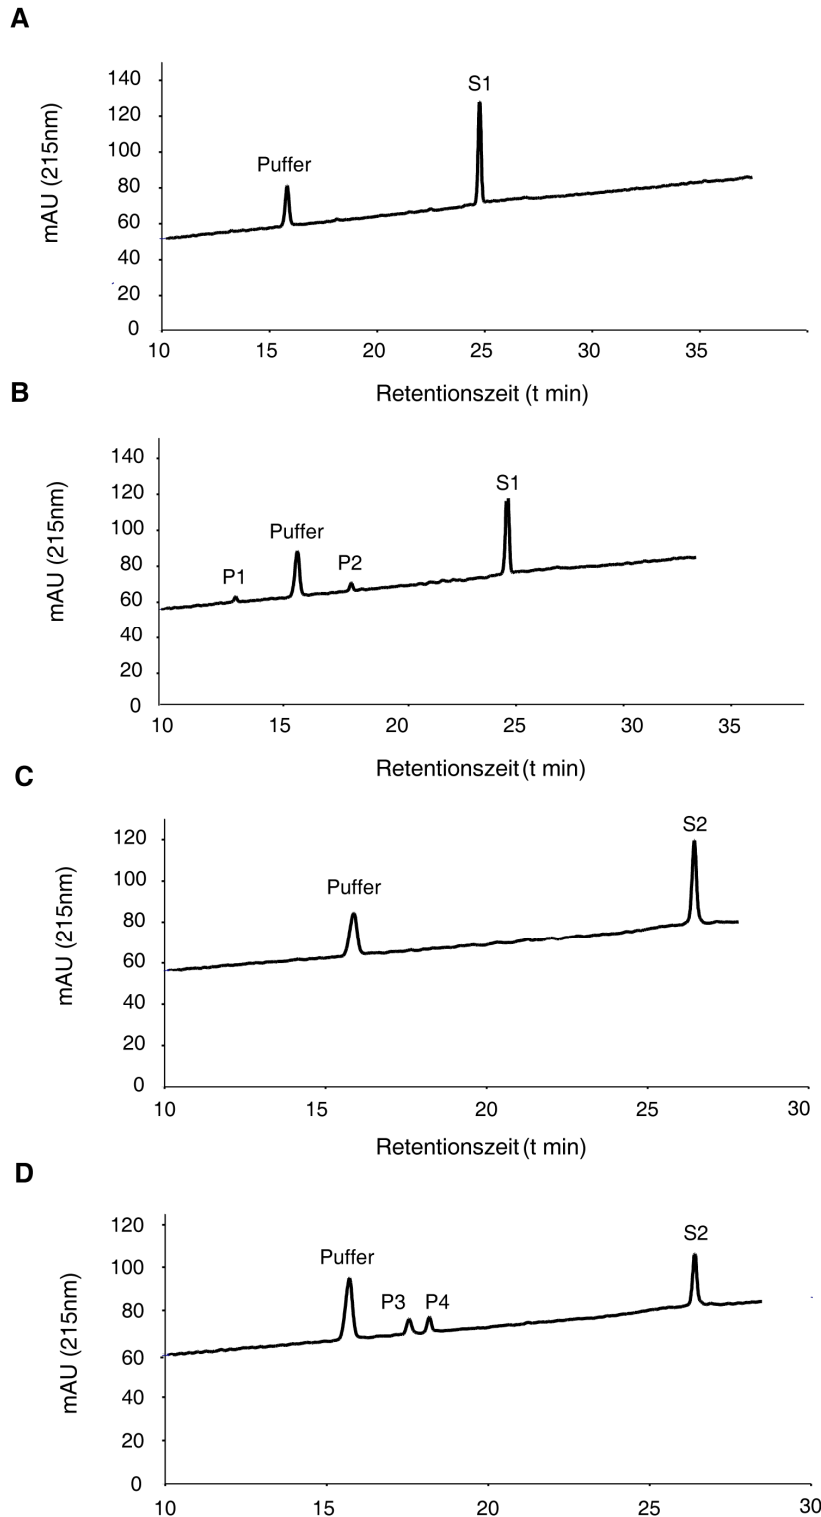 A
mAU (215nm)
140
120
100
80
60
40
20
0
S1
Puffer
10 15 20 25 30 35
Retentionszeit (t min)
B
mAU (215nm)
140
120
100
80
60
40
20
0
S1
Puffer
P1 P2
10 15 20 25 30 35
Retentionszeit (t min)
C
mAU (215nm)
120
100
80
60
40
20
0
S2
Puffer
10 15 20 25 30
Retentionszeit (t min)
D
mAU (215nm)
120
100
80
60
40
20
0
S2
Puffer
P3 P4
10 15 20 25 30